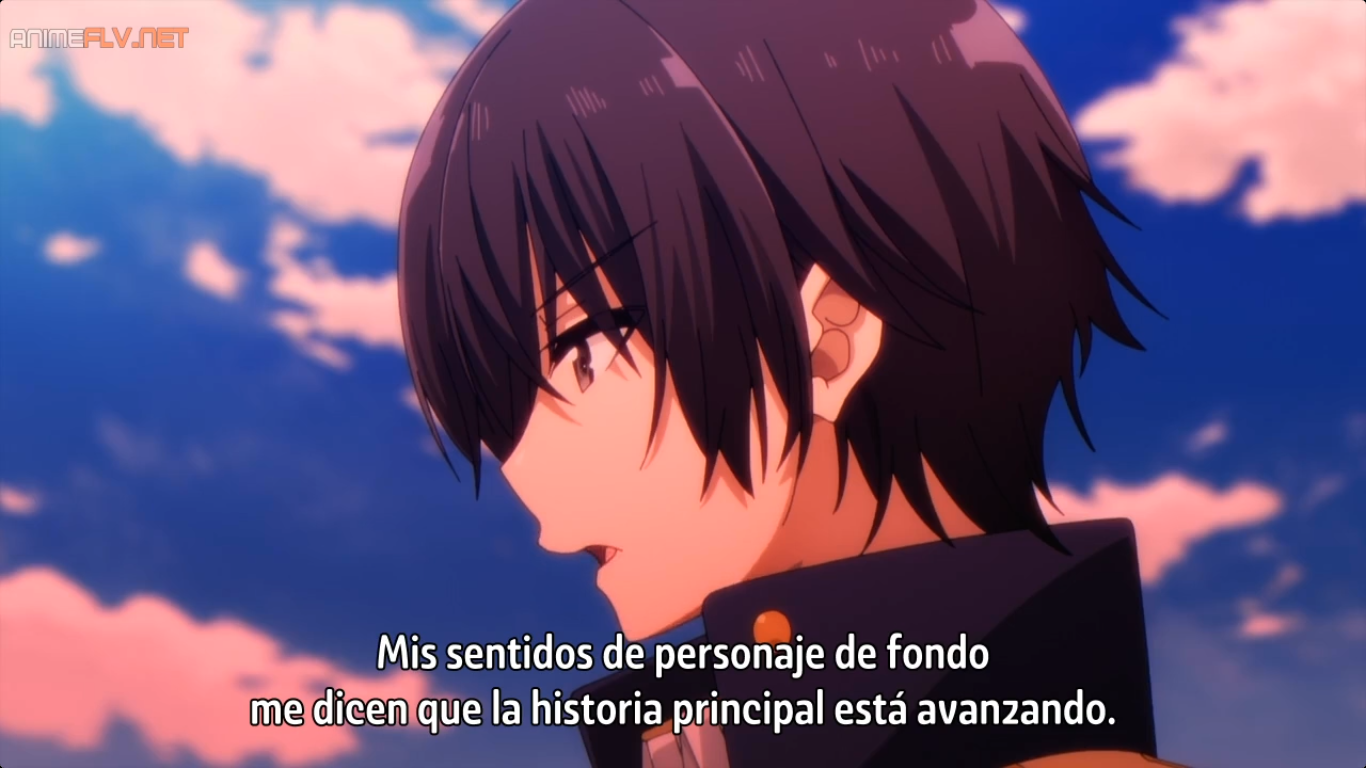 ANIMEFLV.NET
Mis sentidos de personaje de fondo
me dicen que la historia principal está avanzando.